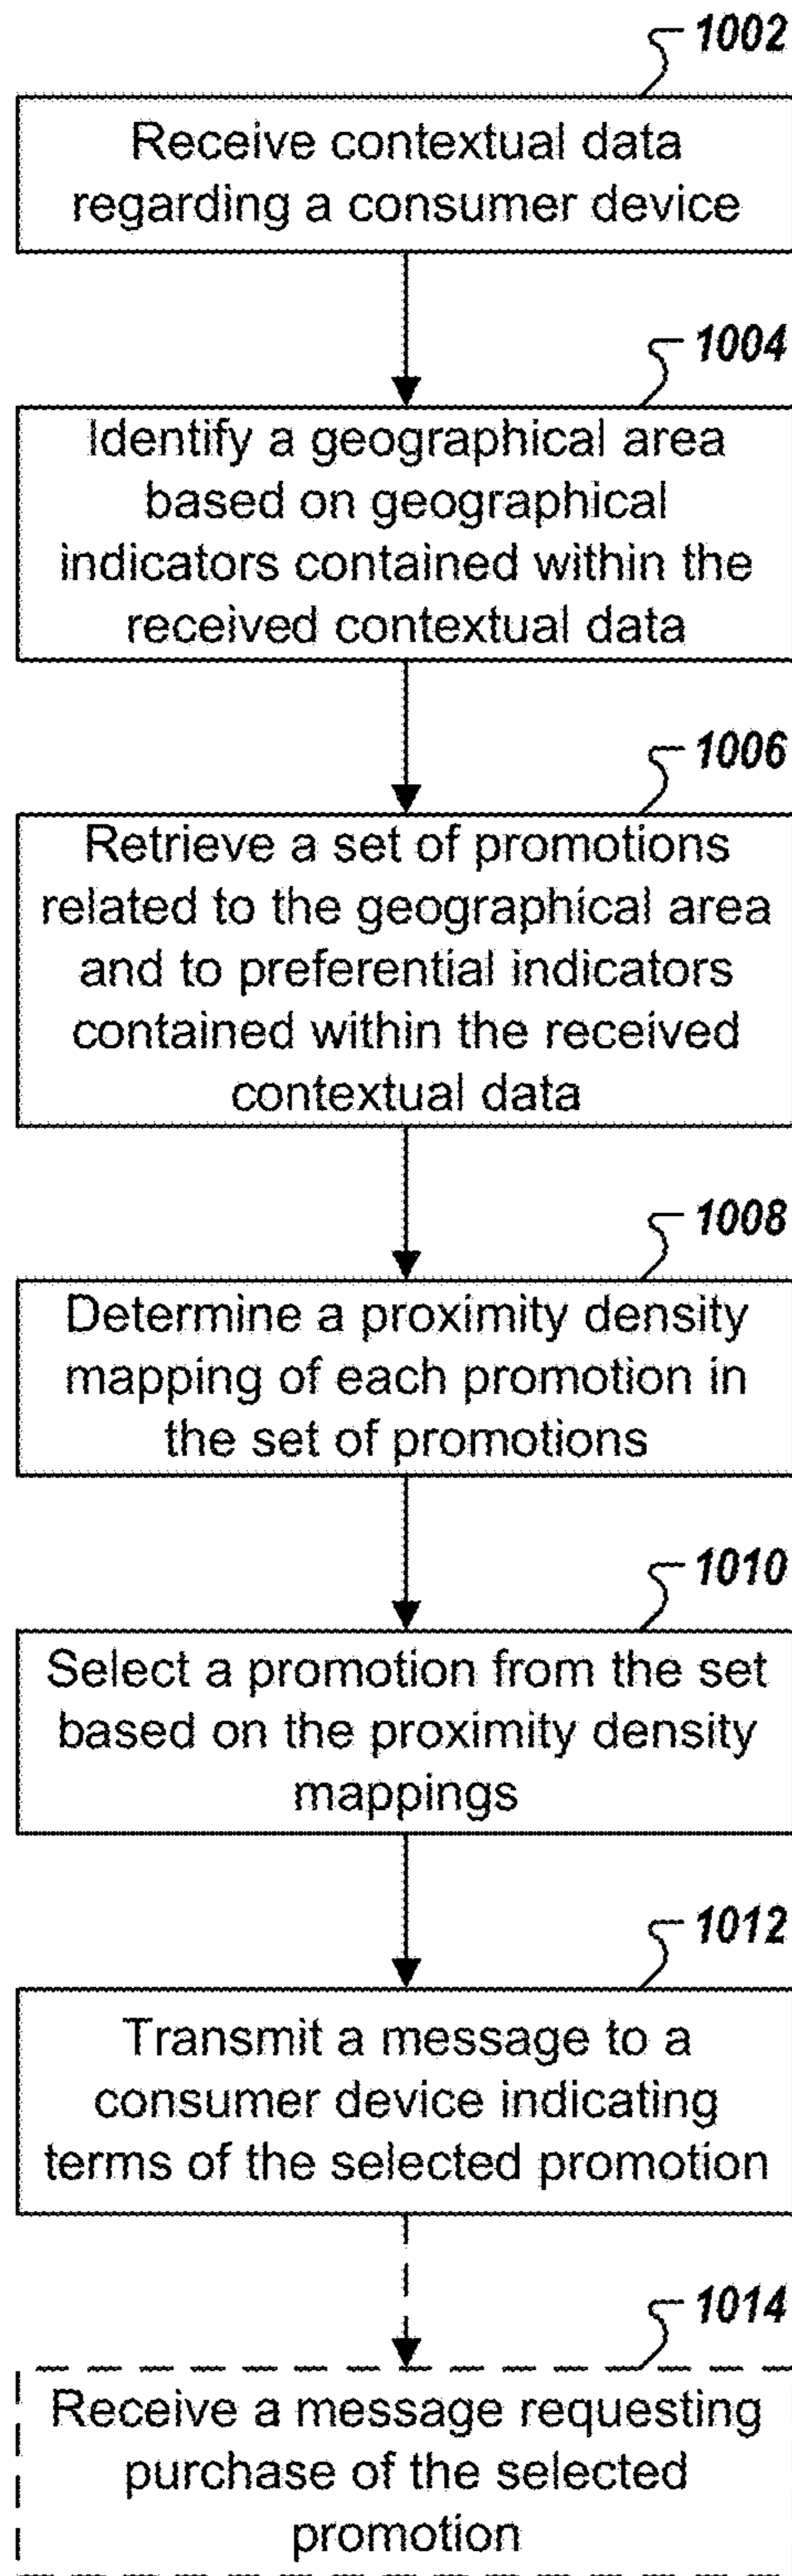 1002
Receive contextual data
regarding a consumer device
1004
Identify a geographical area
based on geographical
indicators contained within the
received contextual data
1006
Retrieve a set of promotions
related to the geographical area
and to preferential indicators
contained within the received
contextual data
1008
Determine a proximity density
mapping of each promotion in
the set of promotions
1010
Select a promotion from the set
based on the proximity density
mappings
1012
Transmit a message to a
consumer device indicating
terms of the selected promotion
1014
Receive a message requesting
purchase of the selected
promotion